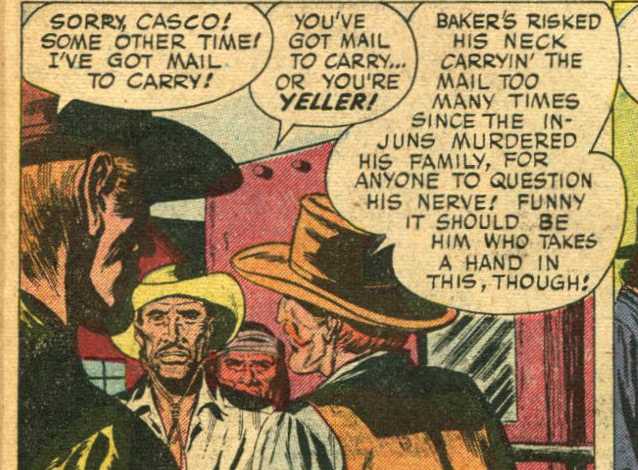 SORRY, CASCO!
SOME OTHER TIME!
I'VE GOT MAIL
TO CARRY!
YOU'VE
GOT MAIL
TO CARRY...
OR YOU'RE
YELLER!
BAKER'S RISKED
HIS NECK
CARRYIN' THE
MAIL TOO
MANY TIMES
SINCE THE IN-
JUNS MURDERED
HIS FAMILY, FOR
ANYONE TO QUESTION
HIS NERVE! FUNNY
IT SHOULD BE
HIM WHO TAKES
A HAND IN
THIS, THOUGH!